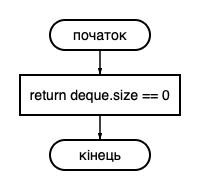 початок
return deque.size == 0
кінець